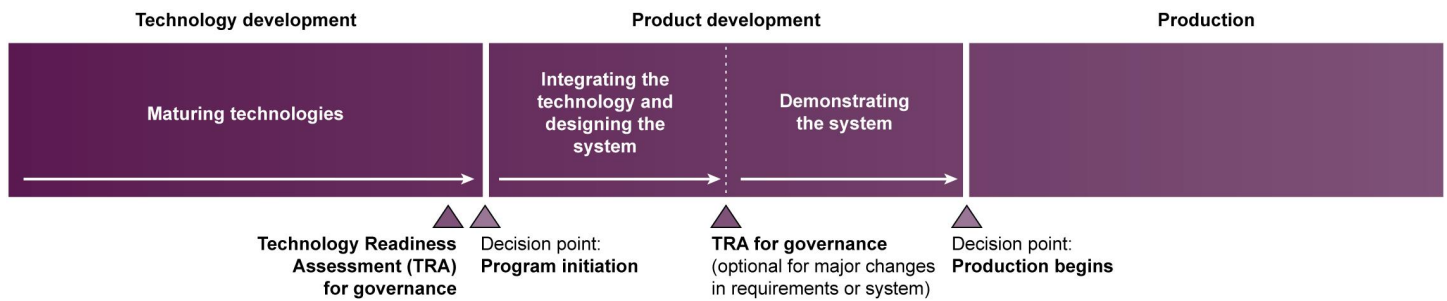 Technology development
Product development
Production
Maturing technologies
Integrating the
technology and
designing the
system
Demonstrating
the system
Technology Readiness
Assessment (TRA)
for governance
Decision point:
Program initiation
TRA for governance
(optional for major changes
in requirements or system)
Decision point:
Production begins